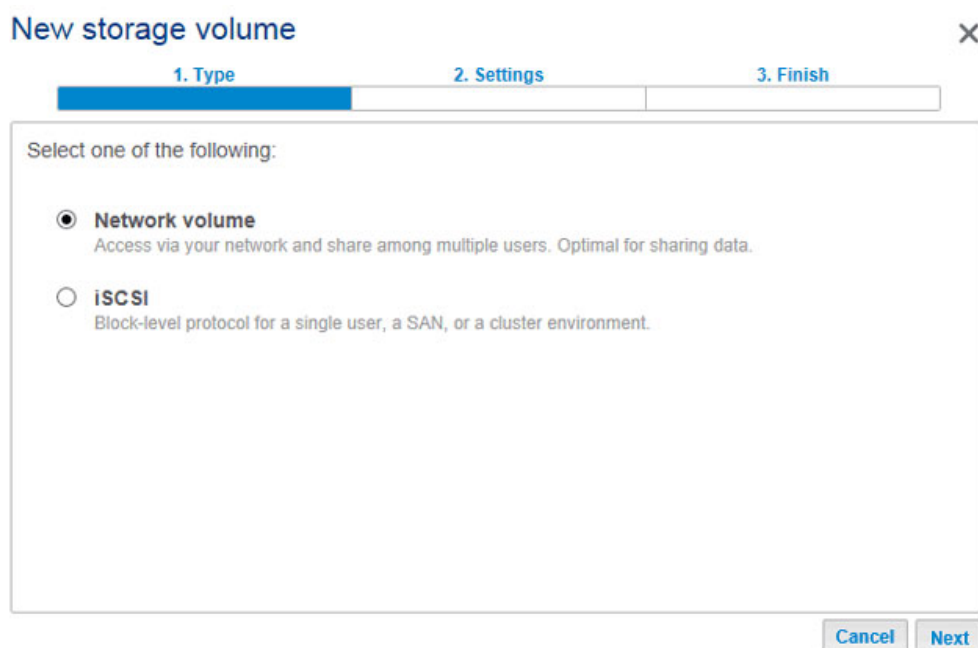 New storage volume
1. Type
2. Settings
3. Finish
Select one of the following:
Network volume
Access via your network and share among multiple users. Optimal for sharing data.
iSCSI
Block-level protocol for a single user, a SAN, or a cluster environment.
Cancel
Next